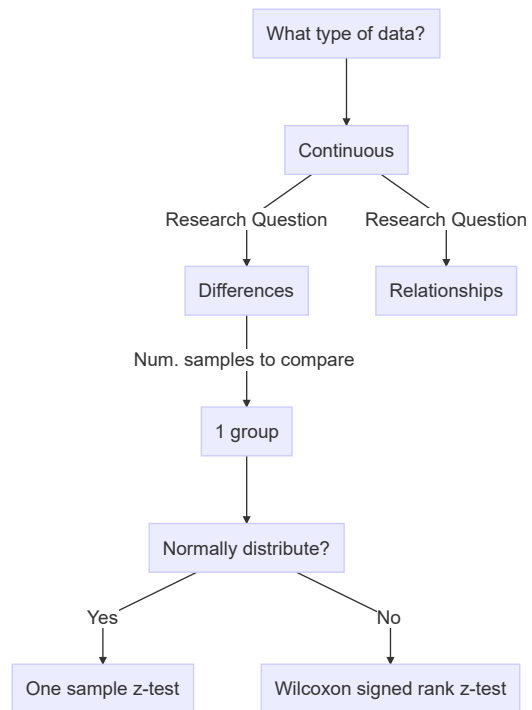 What type of data?
Continuous
Research Question
Research Question
Differences
Relationships
Num. samples to compare
1 group
Normally distribute?
Yes
No
One sample z-test
Wilcoxon signed rank z-test